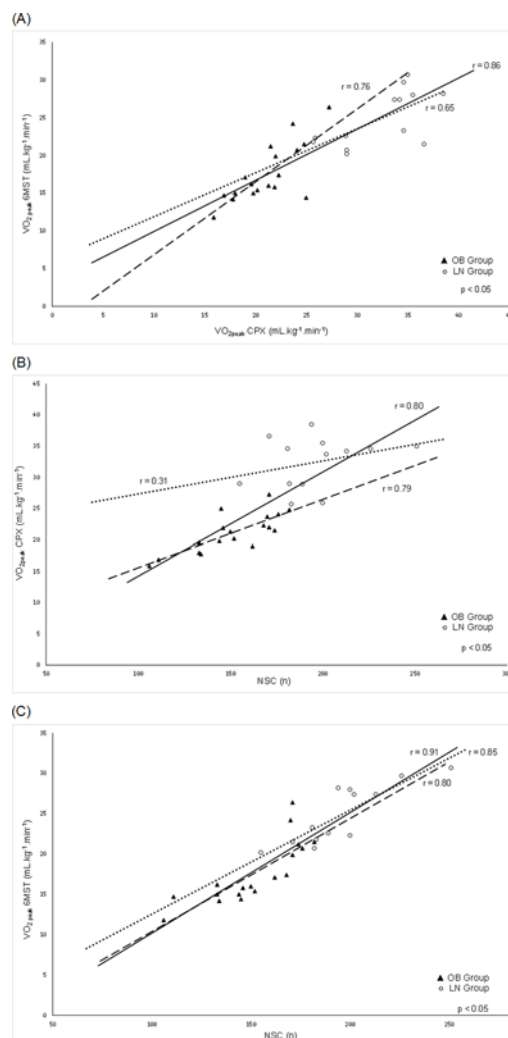 (A)
35
r = 0.76
r = 0.86
30
r = 0.65
25
20
15
10
5
0
VO2 peak 6MST (mL.kg⁻¹.min⁻¹)
▲ OB Group
○ LN Group
p < 0.05
0 5 10 15 20 25 30 35 40
VO2peak CPX (mL.kg⁻¹.min⁻¹)
(B)
45
40
r = 0.80
35
30
r = 0.31
r = 0.79
25
20
15
10
5
0
VO2peak CPX (mL.kg⁻¹.min⁻¹)
▲ OB Group
○ LN Group
p < 0.05
50 100 150 200 250
NSC (n)
(C)
35
r = 0.91
r = 0.85
30
r = 0.80
25
20
15
10
5
0
VO2 peak 6MST (mL.kg⁻¹.min⁻¹)
▲ OB Group
○ LN Group
p < 0.05
50 100 150 200 250
NSC (n)